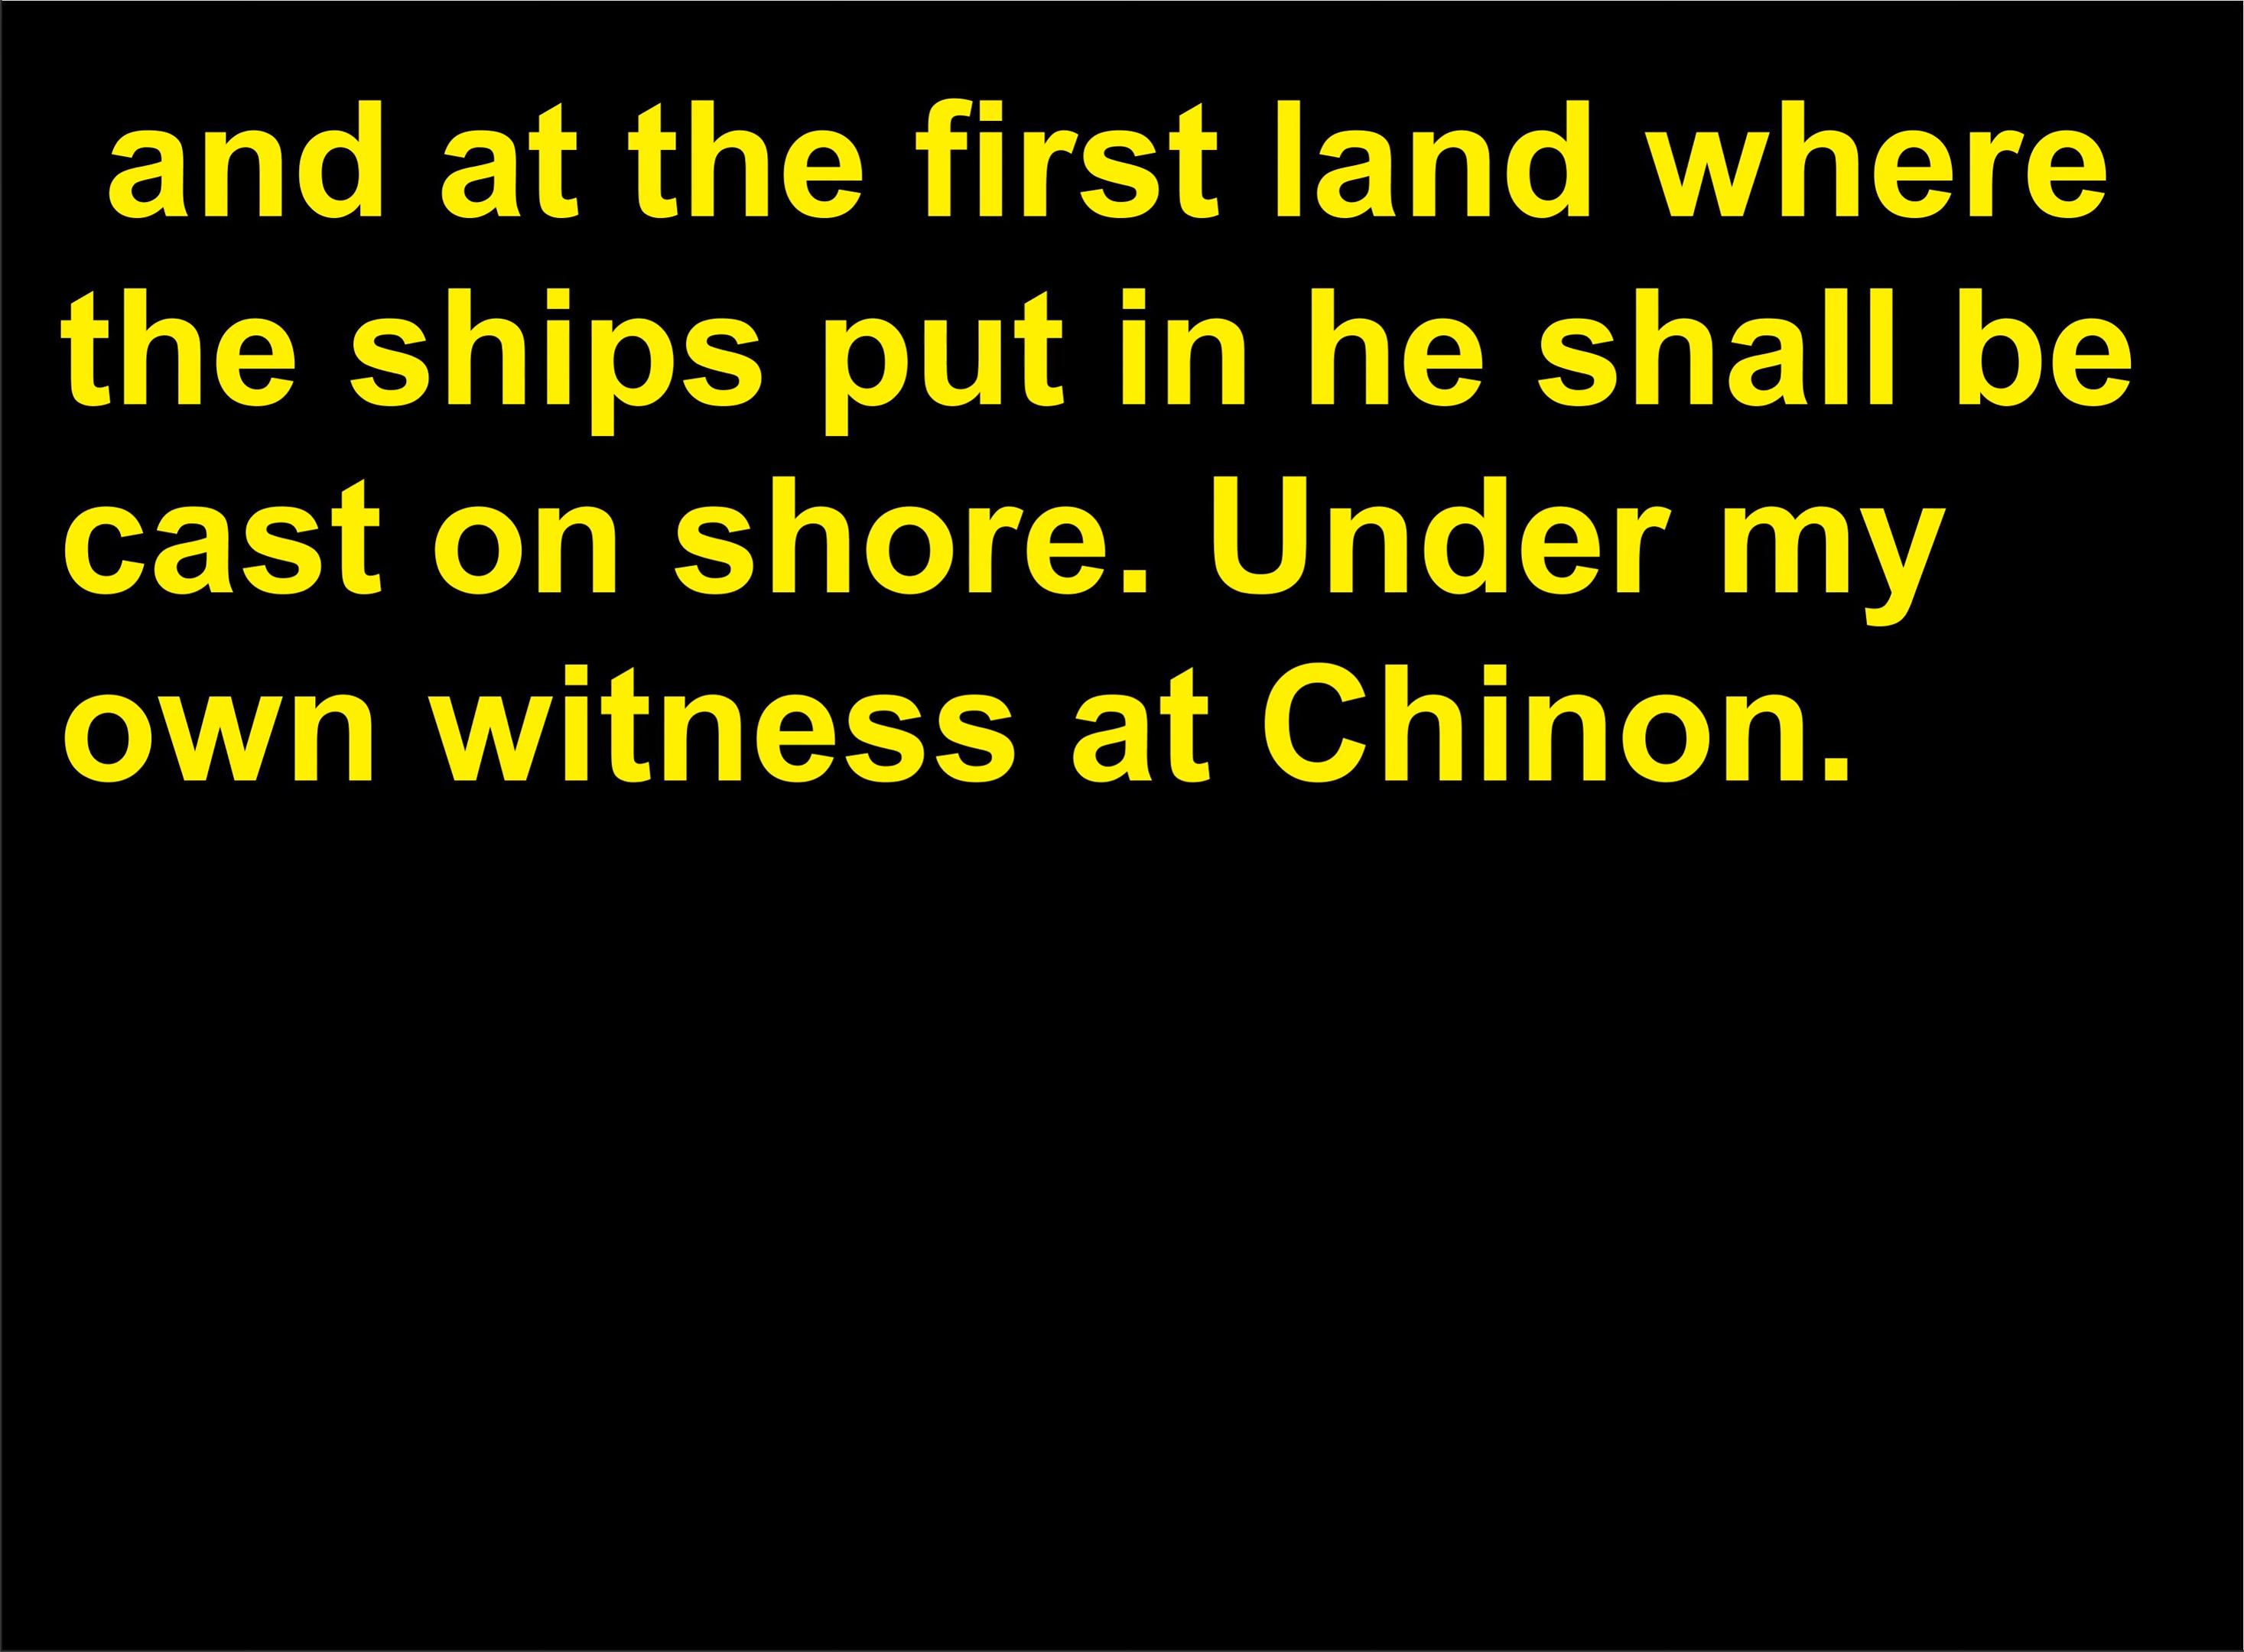 and at the first land where
the ships put in he shall be
cast on shore. Under my
own witness at Chinon.